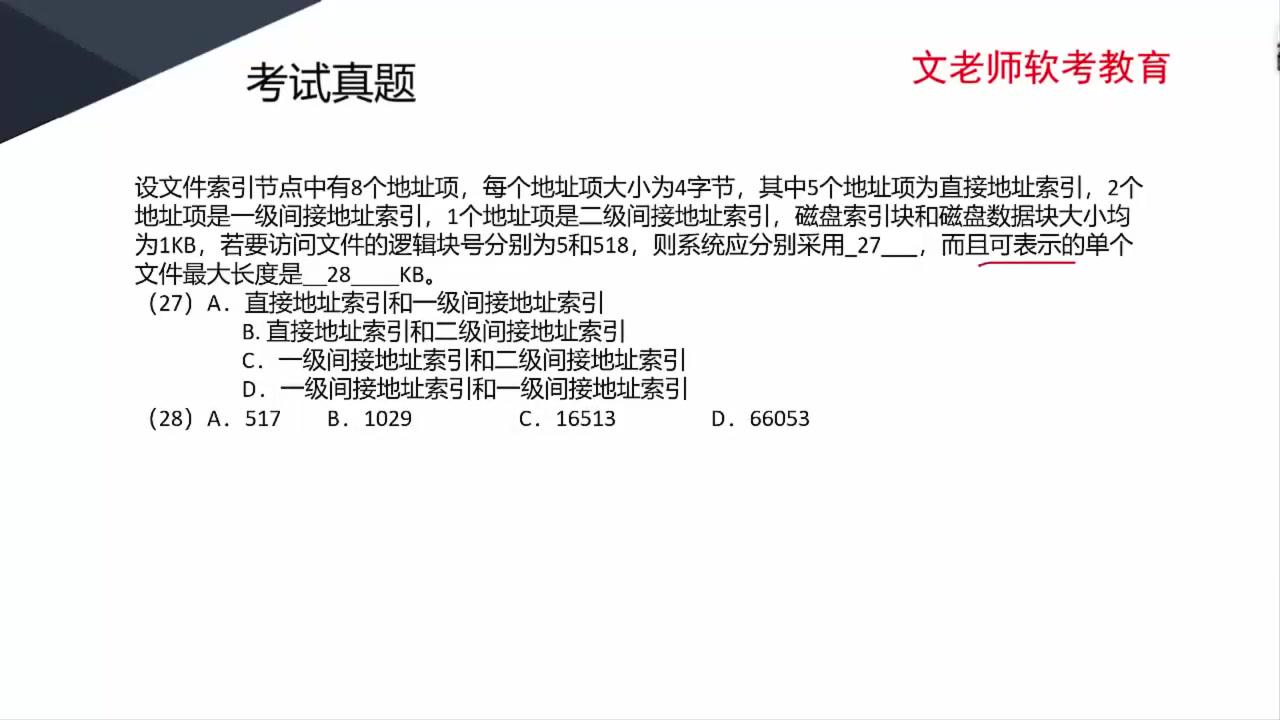 考试真题
文老师软考教育
设文件索引节点中有8个地址项，每个地址项大小为4字节，其中5个地址项为直接地址索引，2个
地址项是一级间接地址索引，1个地址项是二级间接地址索引，磁盘索引块和磁盘数据块大小均
为1KB，若要访问文件的逻辑块号分别为5和518，则系统应分别采用_27___，而且可表示的单个
文件最大长度是__28____KB。
（27）A．直接地址索引和一级间接地址索引
B. 直接地址索引和二级间接地址索引
C．一级间接地址索引和二级间接地址索引
D．一级间接地址索引和一级间接地址索引
（28）A．517 B．1029 C．16513 D．66053